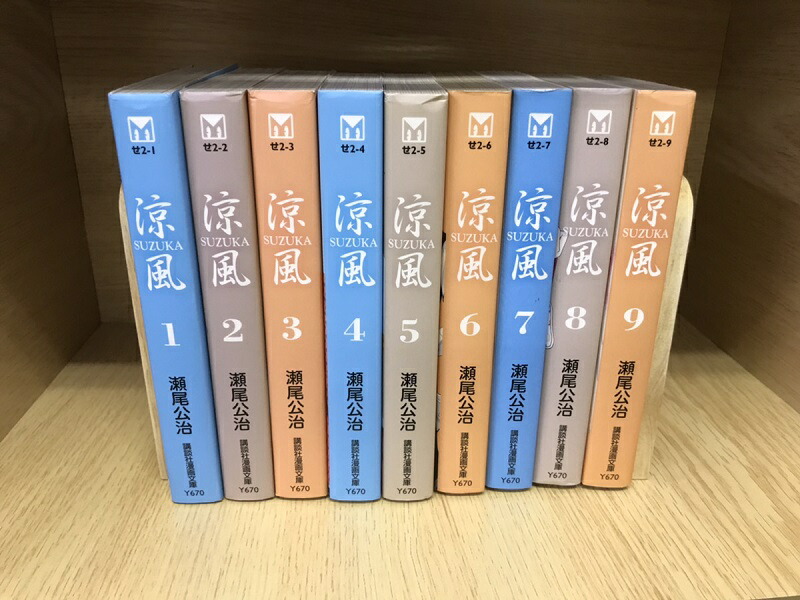 せ2-1
涼風
SUZUKA
1
瀬尾公治
講談社漫画文庫
Y670
せ2-2
涼風
SUZUKA
2
瀬尾公治
講談社漫画文庫
Y670
せ2-3
涼風
SUZUKA
3
瀬尾公治
講談社漫画文庫
Y670
せ2-4
涼風
SUZUKA
4
瀬尾公治
講談社漫画文庫
Y670
せ2-5
涼風
SUZUKA
5
瀬尾公治
講談社漫画文庫
Y670
せ2-6
涼風
SUZUKA
6
瀬尾公治
講談社漫画文庫
Y670
せ2-7
涼風
SUZUKA
7
瀬尾公治
講談社漫画文庫
Y670
せ2-8
涼風
SUZUKA
8
瀬尾公治
講談社漫画文庫
Y670
せ2-9
涼風
SUZUKA
9
瀬尾公治
講談社漫画文庫
Y670